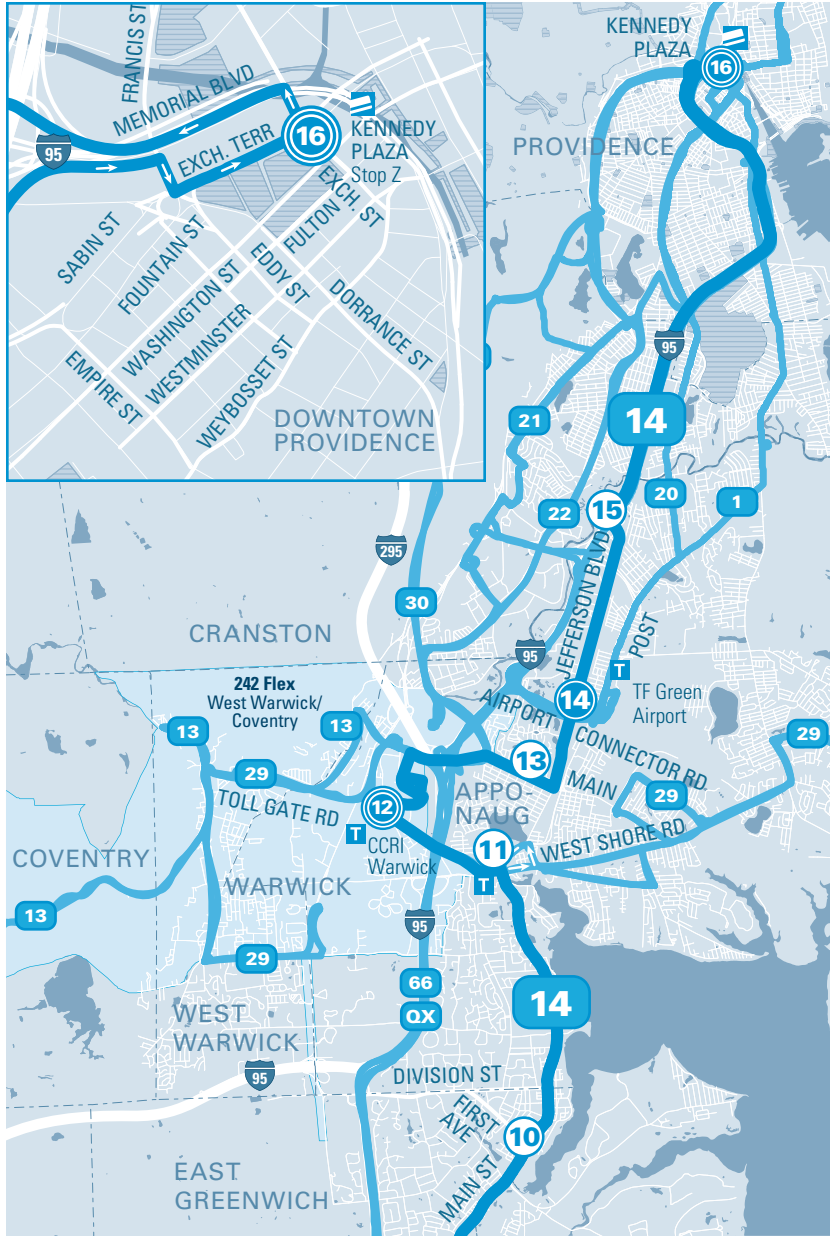 FRANCIS ST
MEMORIAL BLVD
95
EXCH. TERR
16
KENNEDY
PLAZA
Stop Z
EXCH. ST
FULTON
SABIN ST
FOUNTAIN ST
EDDY ST
WASHINGTON ST
DORRANCE ST
WESTMINSTER
EMPIRE ST
WEYBOSSET ST
DOWNTOWN
PROVIDENCE
KENNEDY
PLAZA
16
PROVIDENCE
95
14
21
20
1
22
15
295
30
JEFFERSON BLVD
POST
CRANSTON
95
T
242 Flex
West Warwick/
Coventry
14
TF Green
Airport
AIRPORT
CONNECTOR RD
13
13
29
13
29
MAIN
29
TOLL GATE RD
12
APPO-
NAUG
T
CCRI
Warwick
11
WEST SHORE RD
COVENTRY
T
WARWICK
13
95
29
66
14
QX
WEST
WARWICK
95
DIVISION ST
FIRST
AVE
10
EAST
GREENWICH
MAIN ST